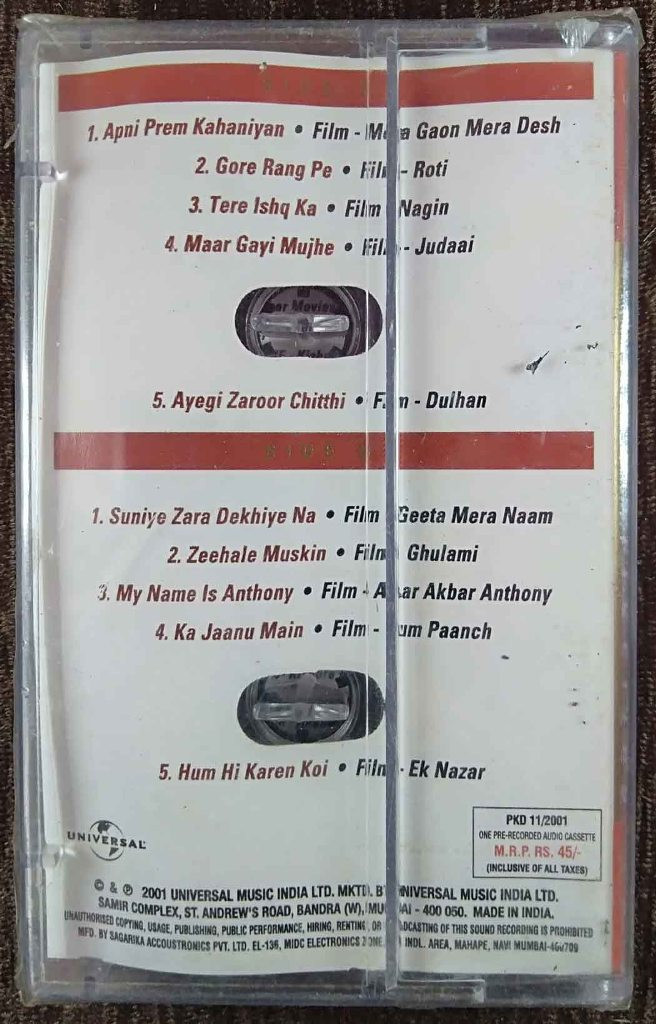 SIDE
1. Apni Prem Kahaniyan • Film - Mera Gaon Mera Desh
2. Gore Rang Pe • Film - Roti
3. Tere Ishq Ka • Film Nagin
4. Maar Gayi Mujhe • Film - Judaai
5. Ayegi Zaroor Chitthi • Film - Dulhan
SIDE
1. Suniye Zara Dekhiye Na • Film Geeta Mera Naam
2. Zeehale Muskin • Film Ghulami
3. My Name Is Anthony • Film - Amar Akbar Anthony
4. Ka Jaanu Main • Film - Hum Paanch
5. Hum Hi Karen Koi • Film - Ek Nazar
UNIVERSAL
PKD 11/2001
ONE PRE-RECORDED AUDIO CASSETTE
M.R.P. RS. 45/-
(INCLUSIVE OF ALL TAXES)
© & ℗ 2001 UNIVERSAL MUSIC INDIA LTD. MKTD. BY UNIVERSAL MUSIC INDIA LTD.
SAMIR COMPLEX, ST. ANDREW'S ROAD, BANDRA (W), MUMBAI - 400 050. MADE IN INDIA.
UNAUTHORISED COPYING, USAGE, PUBLISHING, PUBLIC PERFORMANCE, HIRING, RENTING OR BROADCASTING OF THIS SOUND RECORDING IS PROHIBITED
MFD. BY SAGARIKA ACCOUSTRONICS PVT. LTD. EL-136, MIDC ELECTRONICS ZONE, INDL. AREA, MAHAPE, NAVI MUMBAI-400709